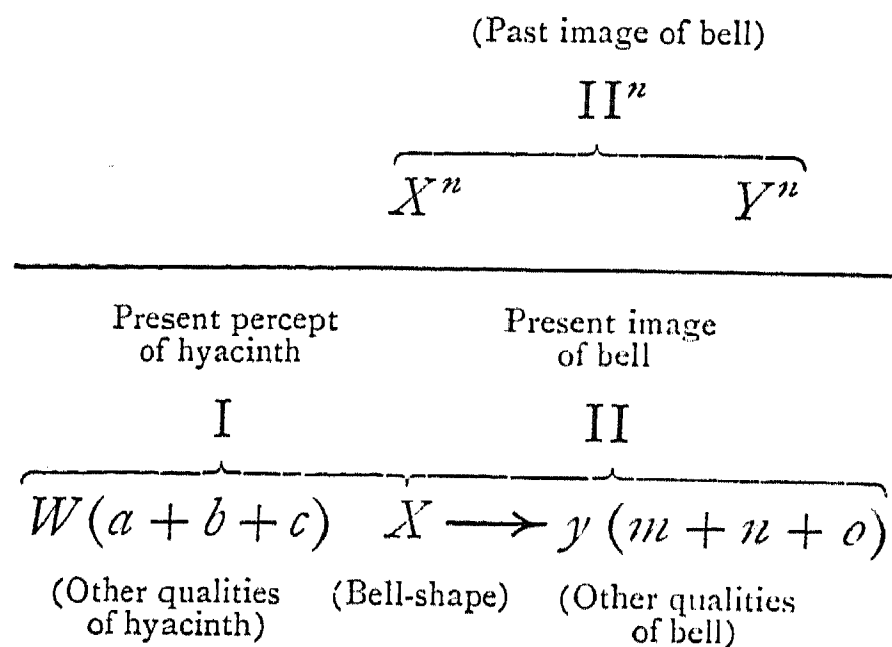 (Past image of bell)
IIⁿ
Xⁿ Yⁿ
Present percept
of hyacinth
Present image
of bell
I II
W(a + b + c) X ⟶ y (m + n + o)
(Other qualities
of hyacinth)
(Bell-shape)
(Other qualities
of bell)